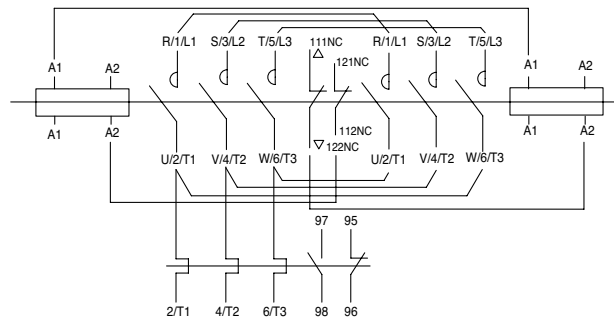 R/1/L1 S/3/L2 T/5/L3 111NC R/1/L1 S/3/L2 T/5/L3
A1 A2 121NC A1 A2
A1 A2 112NC A1 A2
122NC
U/2/T1 V/4/T2 W/6/T3 U/2/T1 V/4/T2 W/6/T3
97 95
2/T1 4/T2 6/T3 98 96